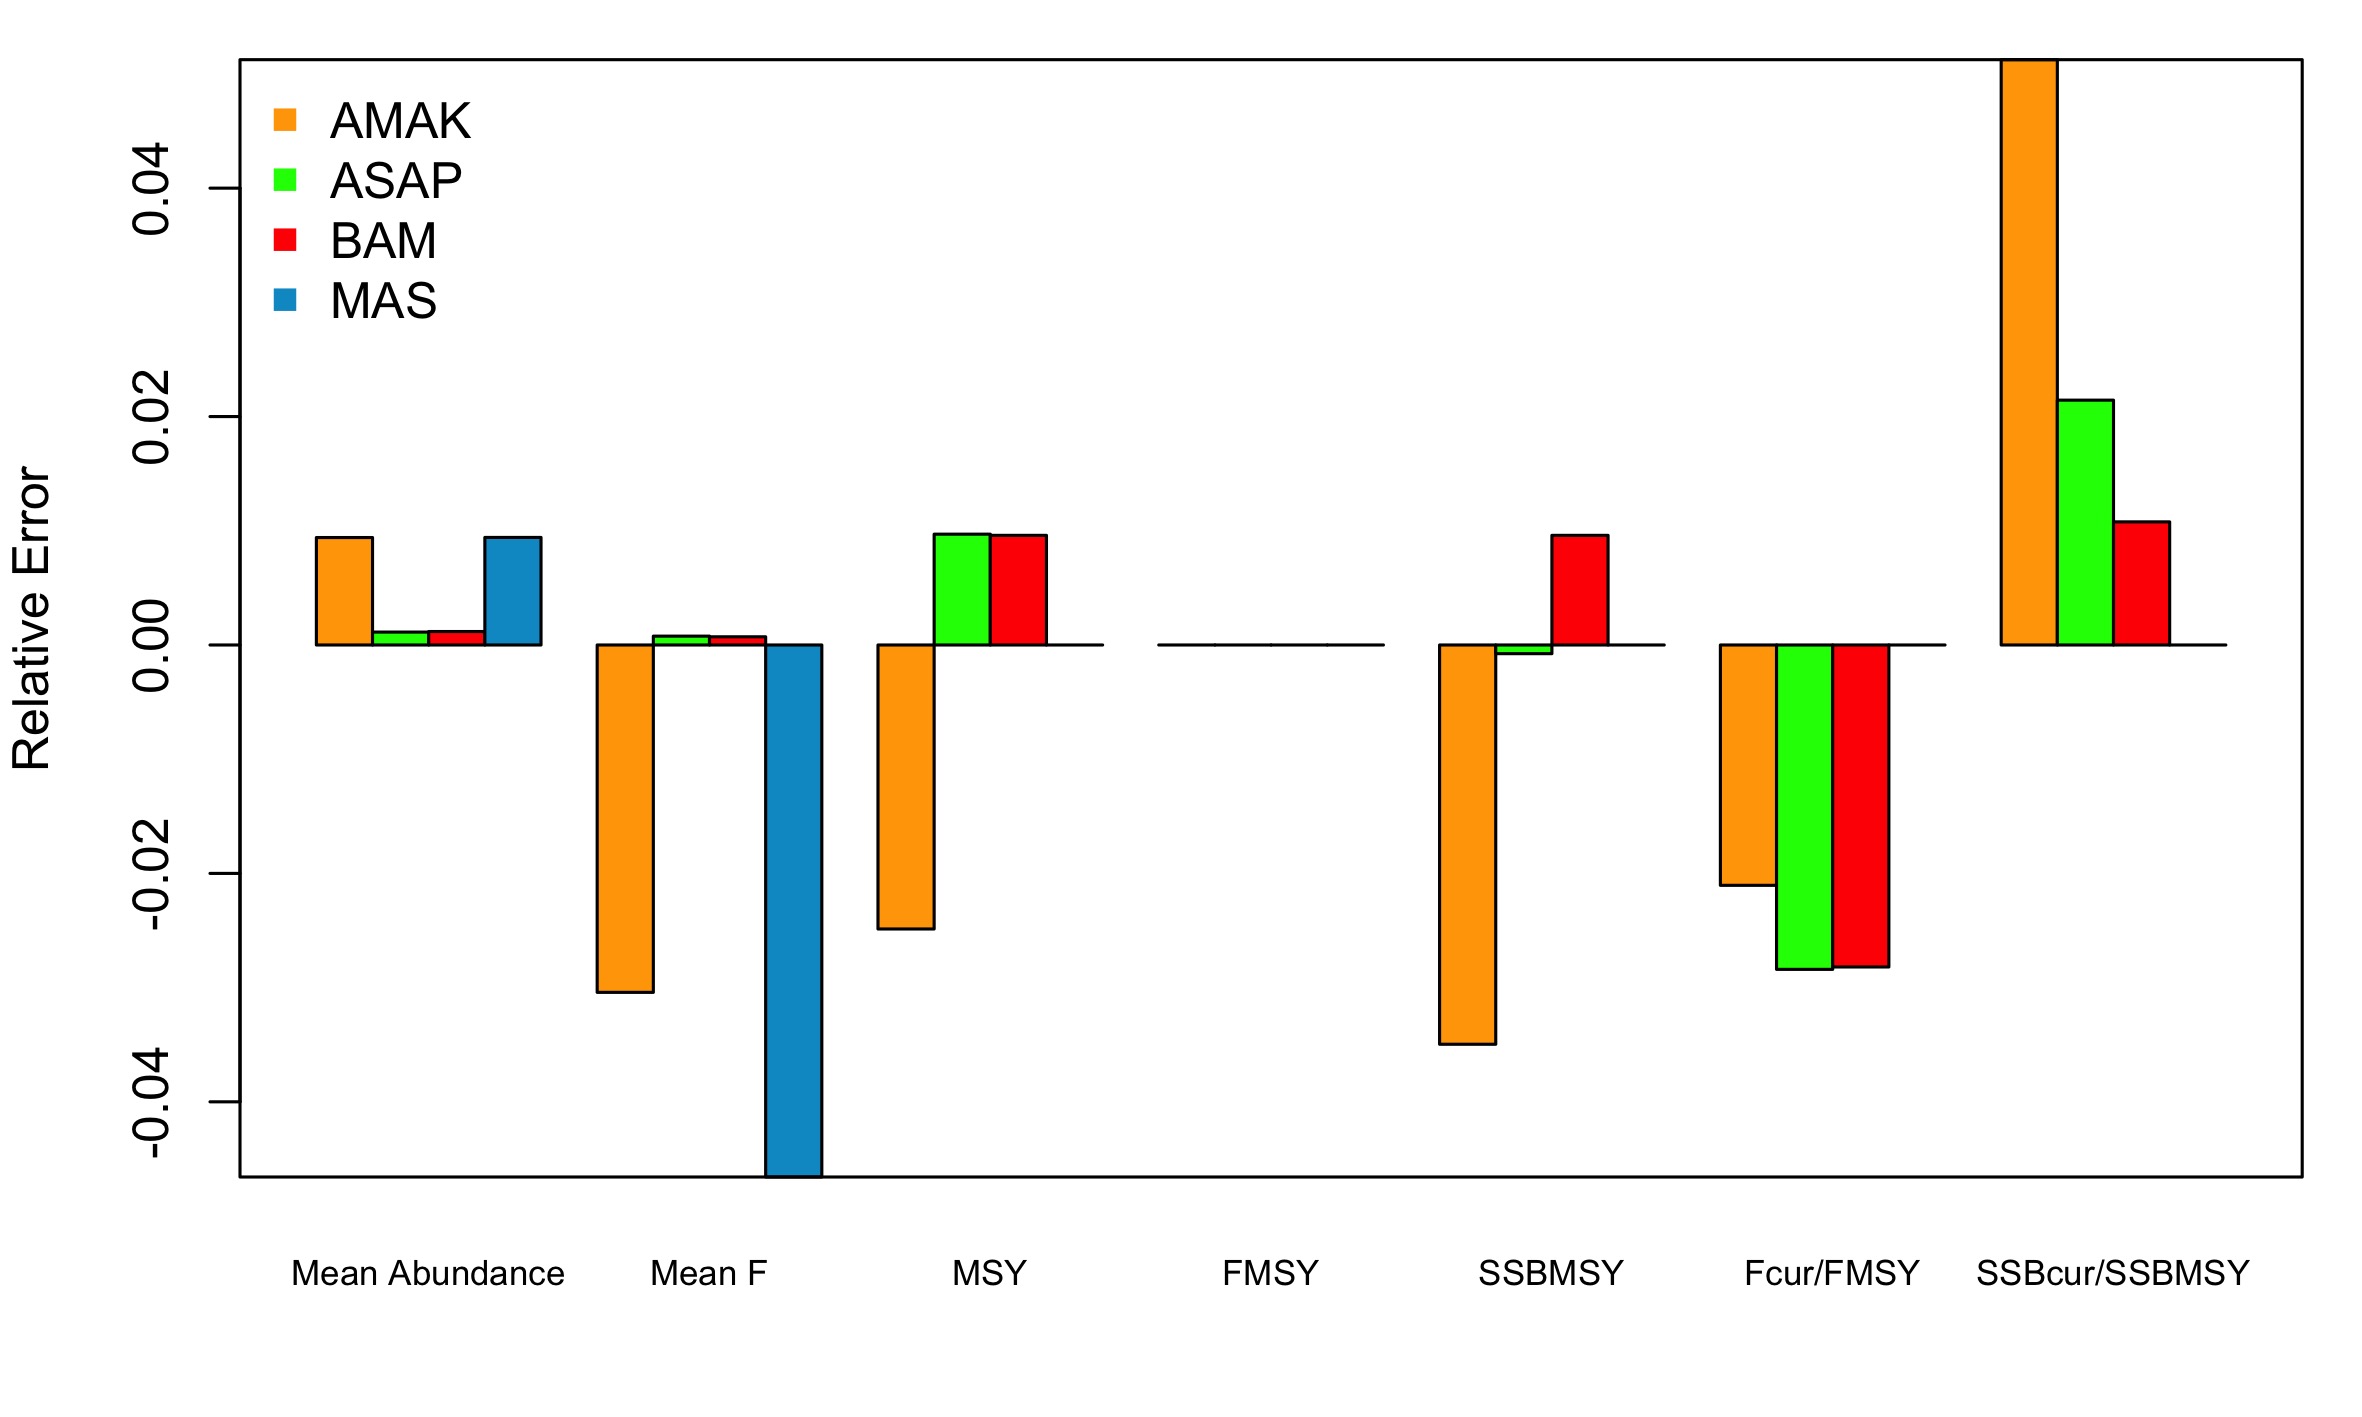 AMAK
ASAP
BAM
MAS
Relative Error
0.04
0.02
0.00
-0.02
-0.04
Mean Abundance Mean F MSY FMSY SSBMSY Fcur/FMSY SSBcur/SSBMSY